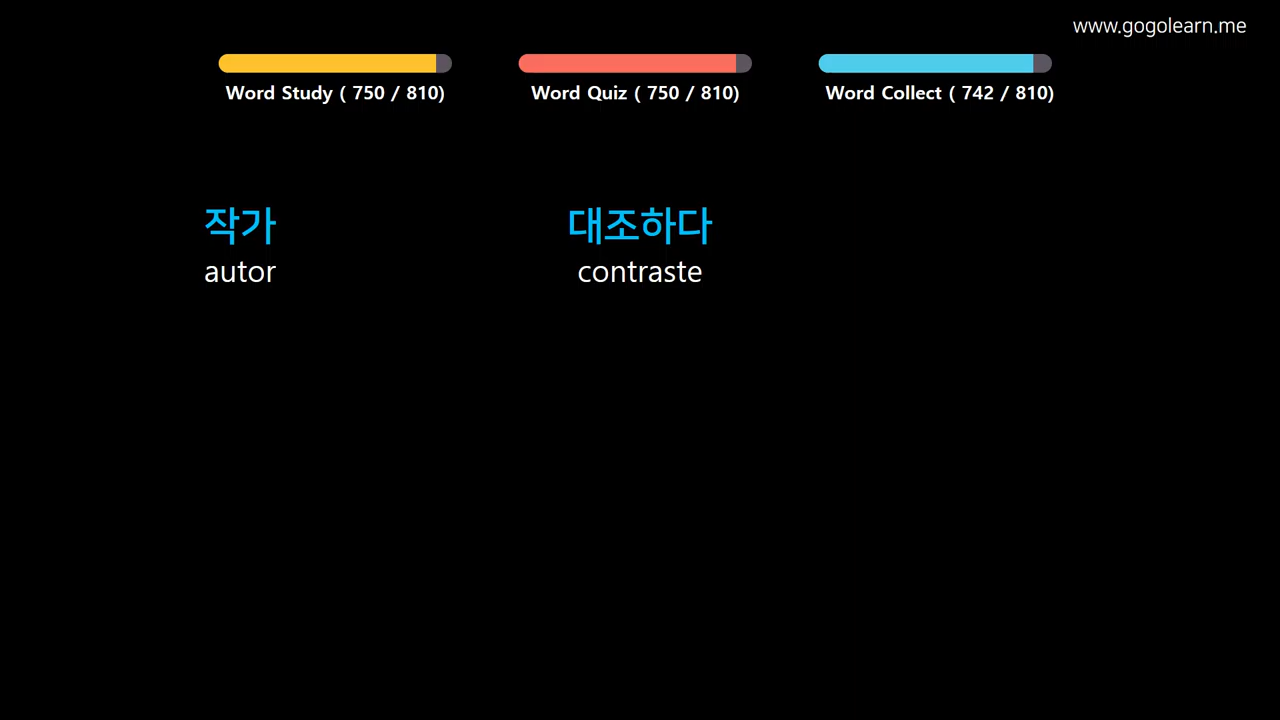 www.gogolearn.me
Word Study ( 750 / 810)
Word Quiz ( 750 / 810)
Word Collect ( 742 / 810)
작가
대조하다
autor
contraste